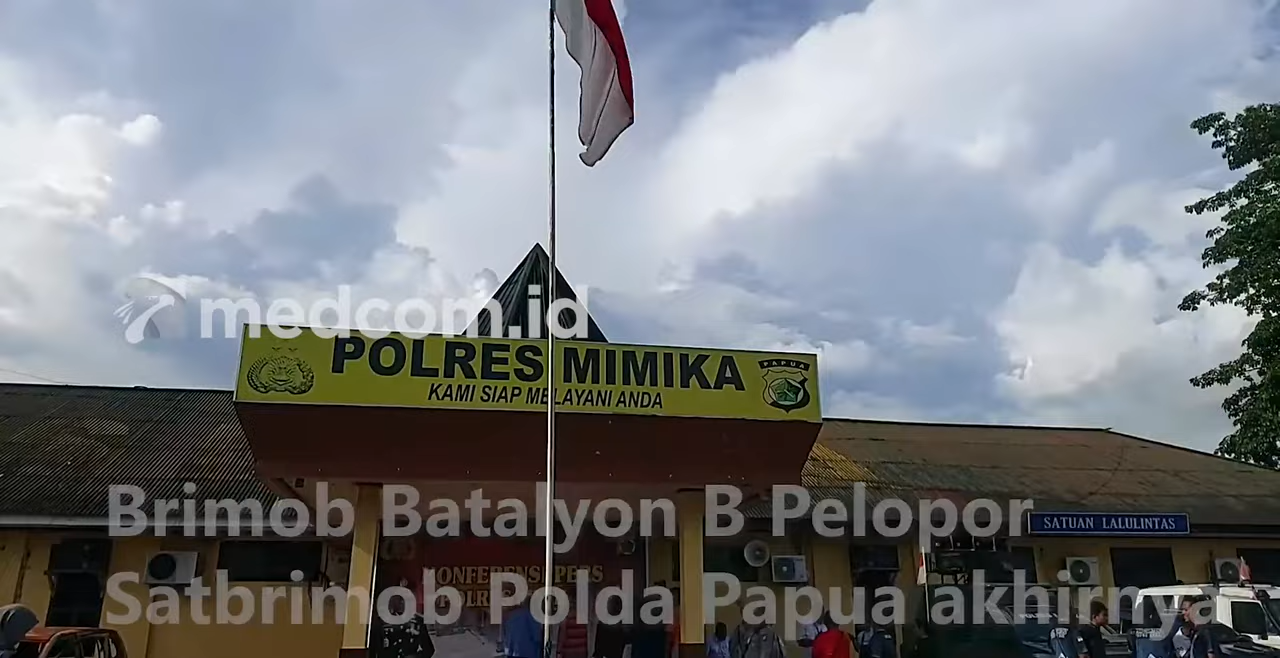 medcom.id
POLRES MIMIKA
PAPUA
KAMI SIAP MELAYANI ANDA
Brimob Batalyon B Pelopor
SATUAN LALULINTAS
KONFERENSI PERS
Satbrimob Polda Papua akhirnya